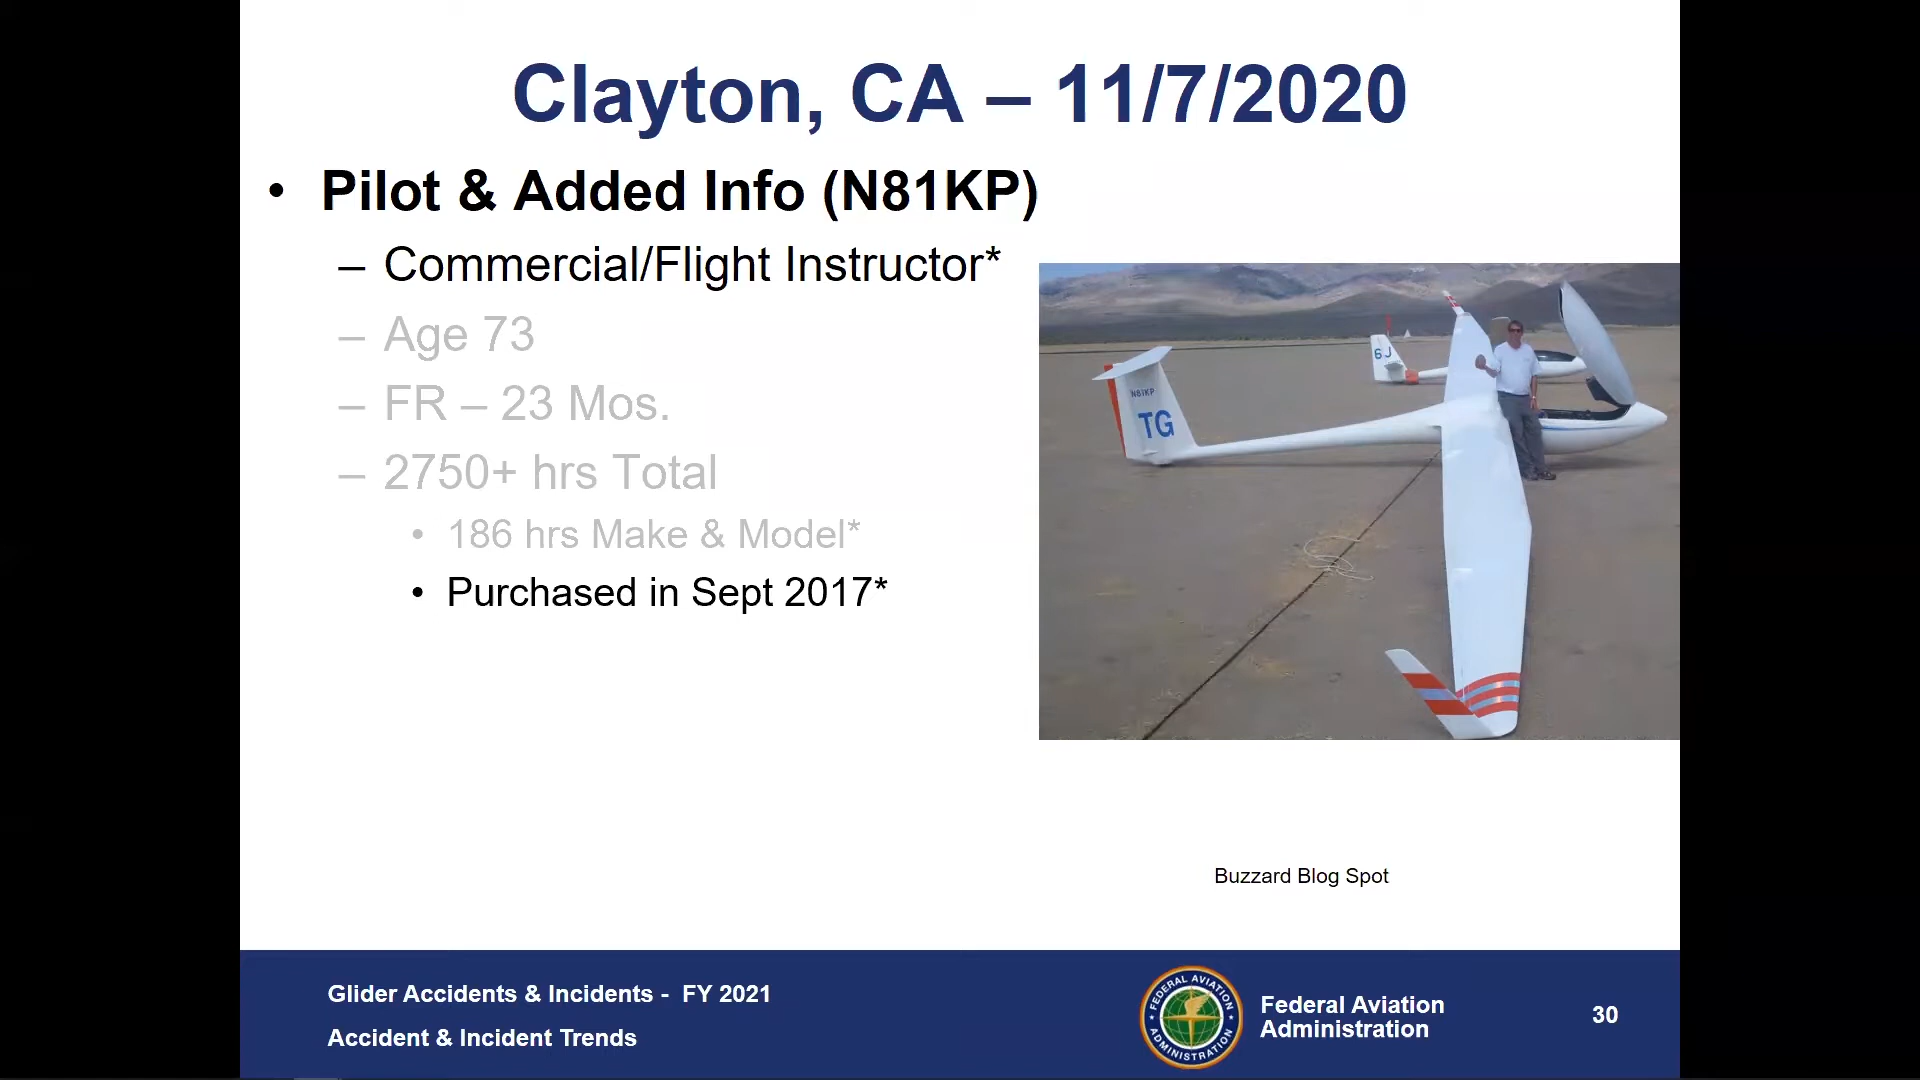 Clayton, CA – 11/7/2020
• Pilot & Added Info (N81KP)
– Commercial/Flight Instructor*
– Age 73
– FR – 23 Mos.
– 2750+ hrs Total
• 186 hrs Make & Model*
• Purchased in Sept 2017*
N81KP
TG
6J
Buzzard Blog Spot
Glider Accidents & Incidents - FY 2021
Accident & Incident Trends
FEDERAL AVIATION
ADMINISTRATION
Federal Aviation
Administration
30